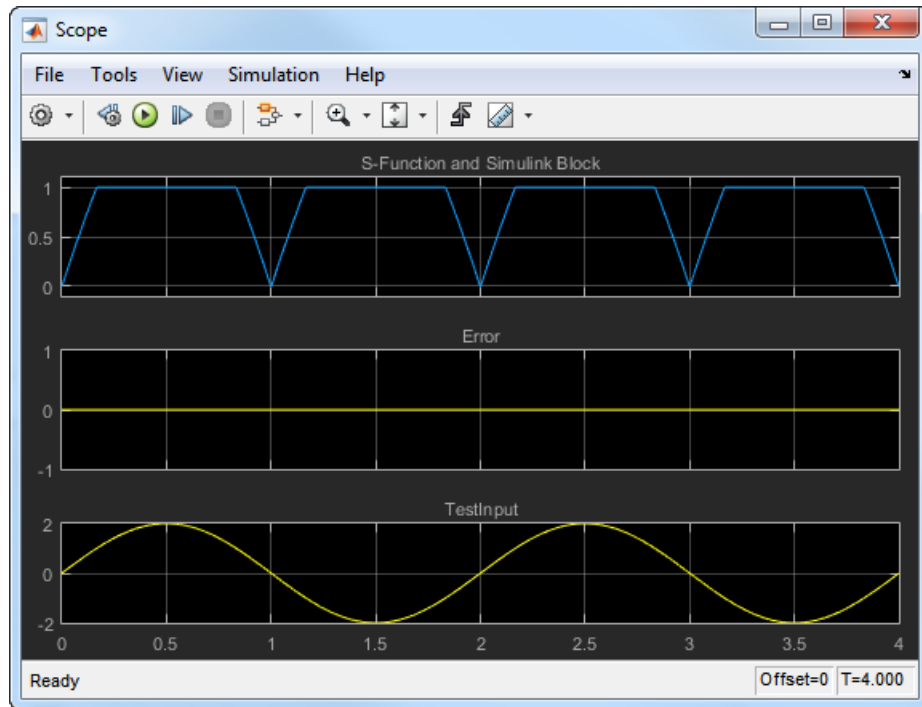 Scope
File Tools View Simulation Help
S-Function and Simulink Block
1
0.5
0
Error
1
0
-1
TestInput
2
0
-2
0 0.5 1 1.5 2 2.5 3 3.5 4
Ready Offset=0 T=4.000